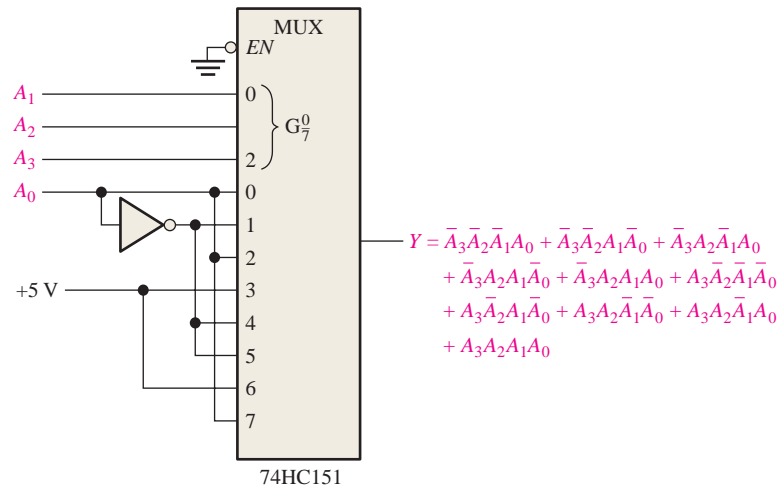 MUX
EN
A₁ 0
A₂ G 0/7
A₃ 2
A₀ 0
1
2
+5 V 3
4
5
6
7
Y = A̅₃A̅₂A̅₁A₀ + A̅₃A̅₂A₁A̅₀ + A̅₃A₂A̅₁A₀
+ A̅₃A₂A₁A̅₀ + A̅₃A₂A₁A₀ + A₃A̅₂A̅₁A̅₀
+ A₃A̅₂A₁A̅₀ + A₃A₂A̅₁A̅₀ + A₃A₂A̅₁A₀
+ A₃A₂A₁A₀
74HC151